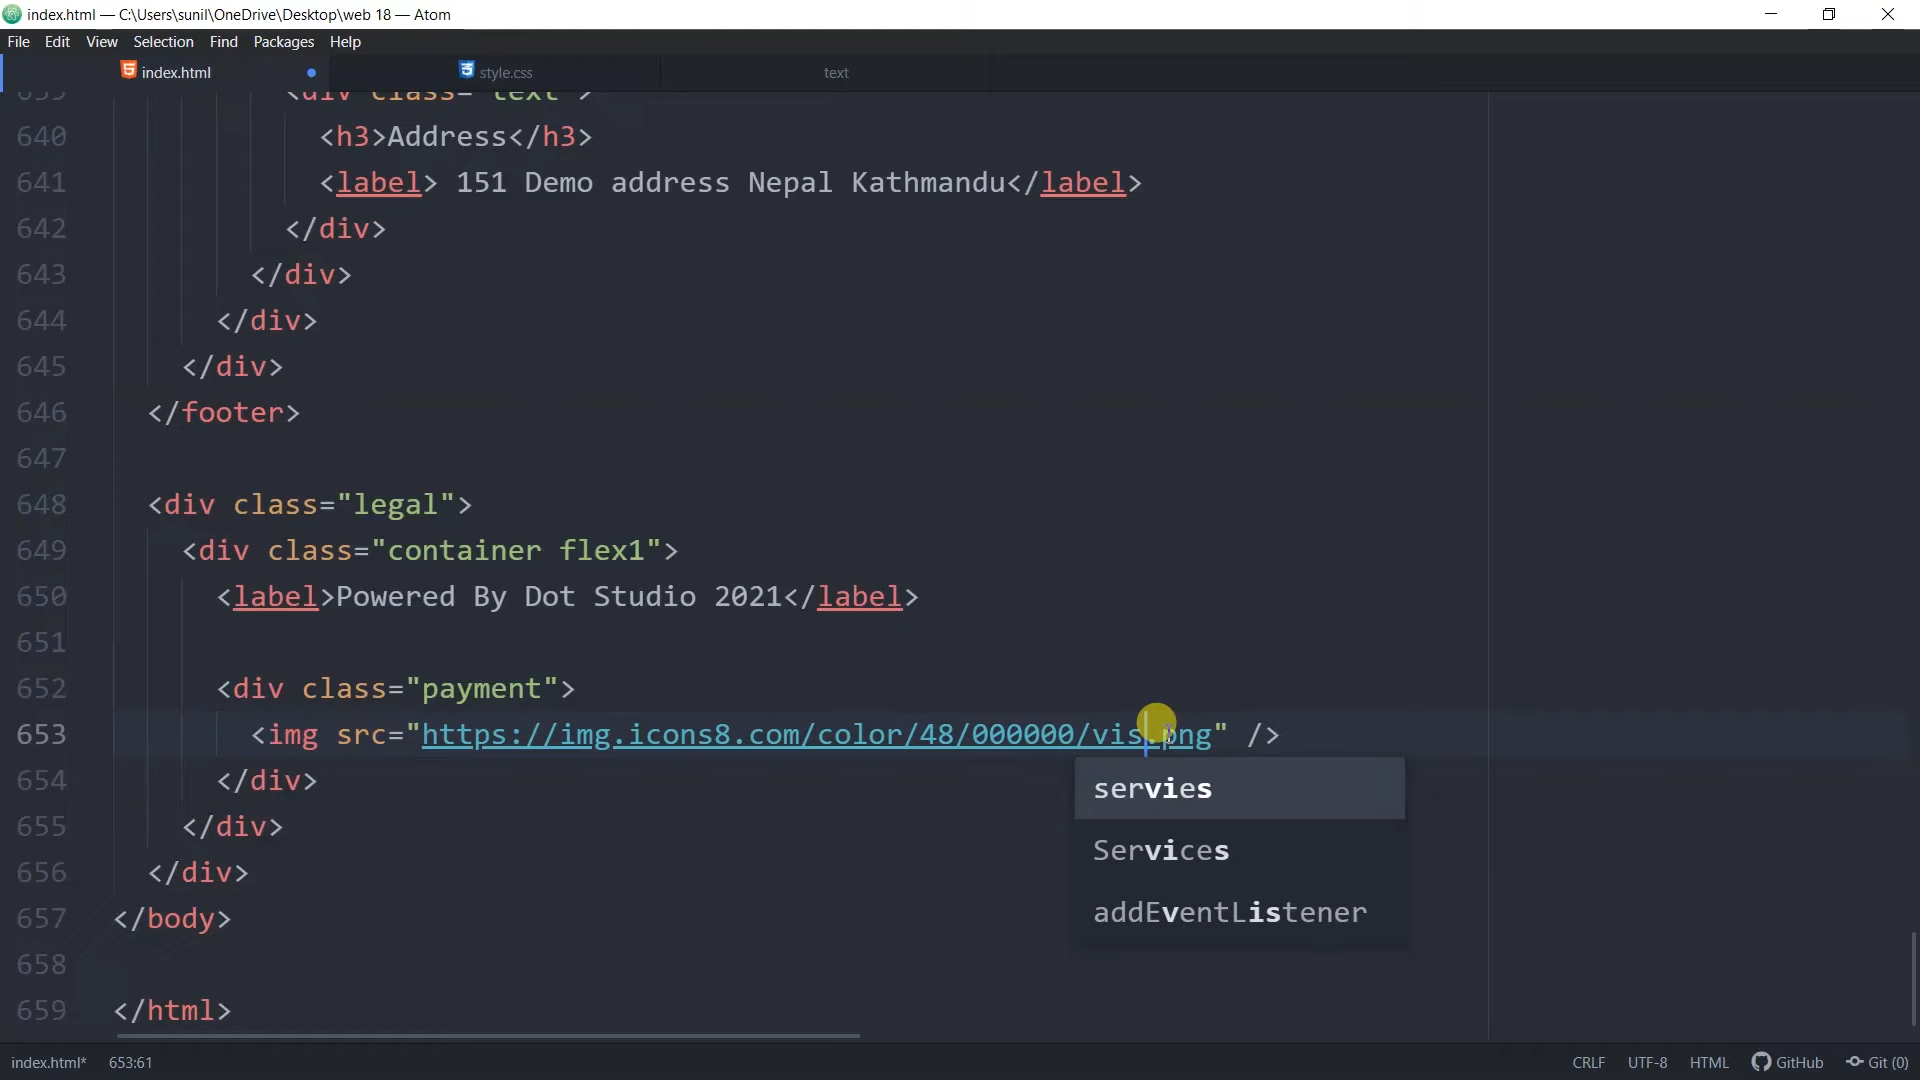 index.html — C:\Users\sunil\OneDrive\Desktop\web 18 — Atom
File Edit View Selection Find Packages Help
index.html style.css text
639 <div class="text">
640 <h3>Address</h3>
641 <label> 151 Demo address Nepal Kathmandu</label>
642 </div>
643 </div>
644 </div>
645 </div>
646 </footer>
647
648 <div class="legal">
649 <div class="container flex1">
650 <label>Powered By Dot Studio 2021</label>
651
652 <div class="payment">
653 <img src="https://img.icons8.com/color/48/000000/vis.png" />
servies
654 </div>
Services
655 </div>
656 </div>
addEventListener
657 </body>
658
659 </html>
index.html* 653:61 CRLF UTF-8 HTML GitHub Git (0)